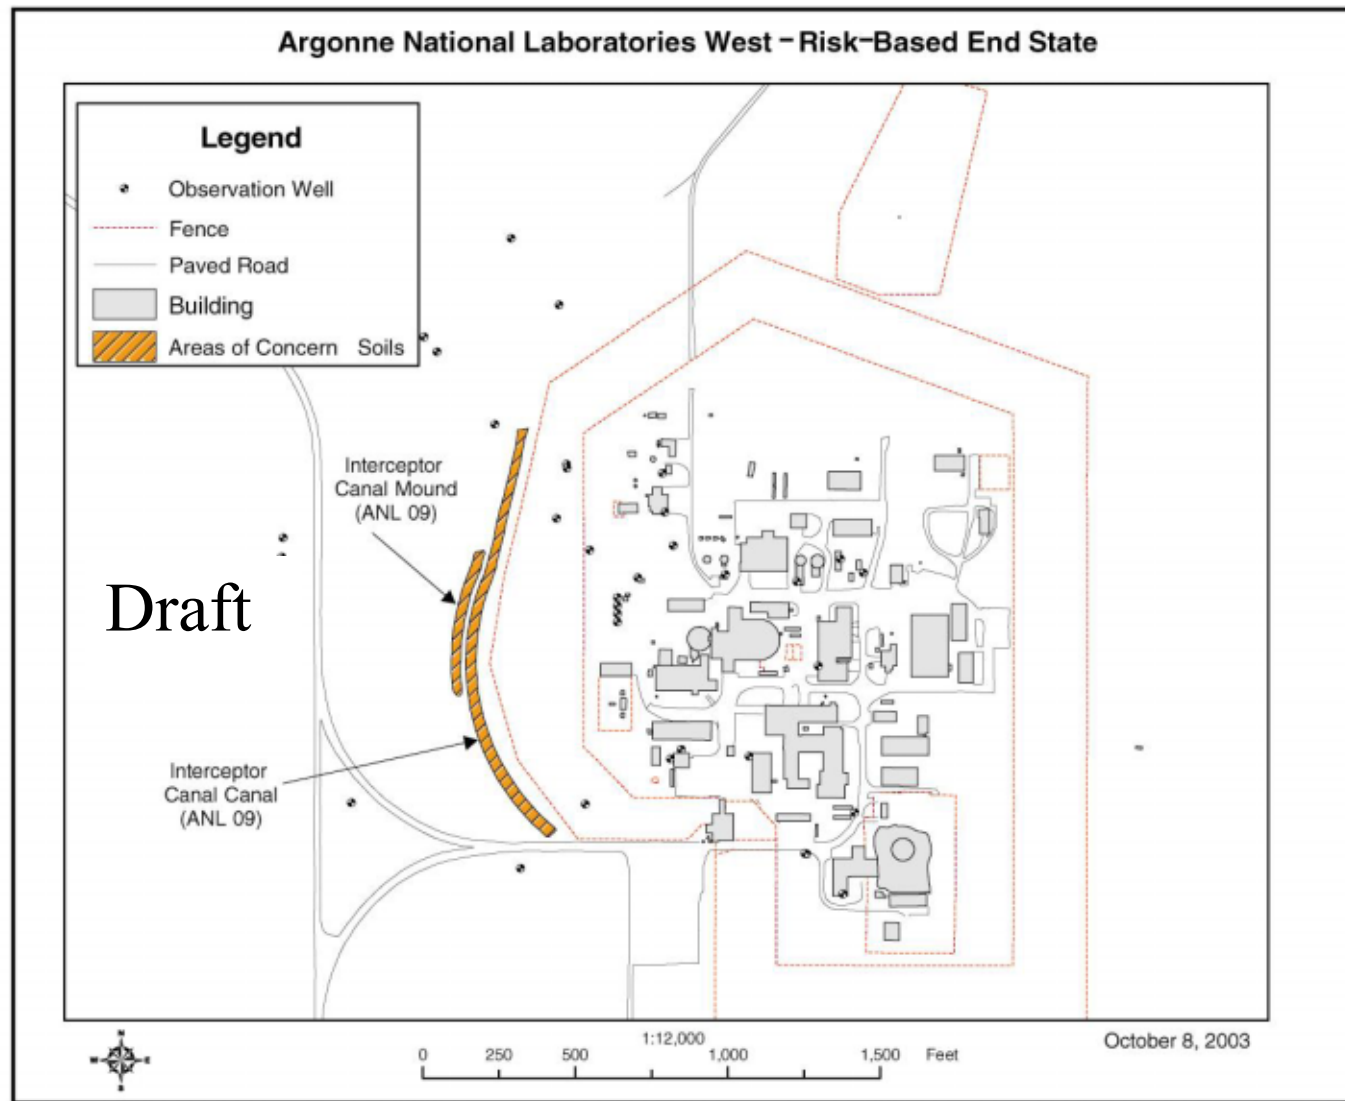 Argonne National Laboratories West – Risk–Based End State
Legend
Observation Well
Fence
Paved Road
Building
Areas of Concern Soils
Interceptor
Canal Mound
(ANL 09)
Draft
Interceptor
Canal Canal
(ANL 09)
N
W E
S
1:12,000
0 250 500 1,000 1,500 Feet
October 8, 2003